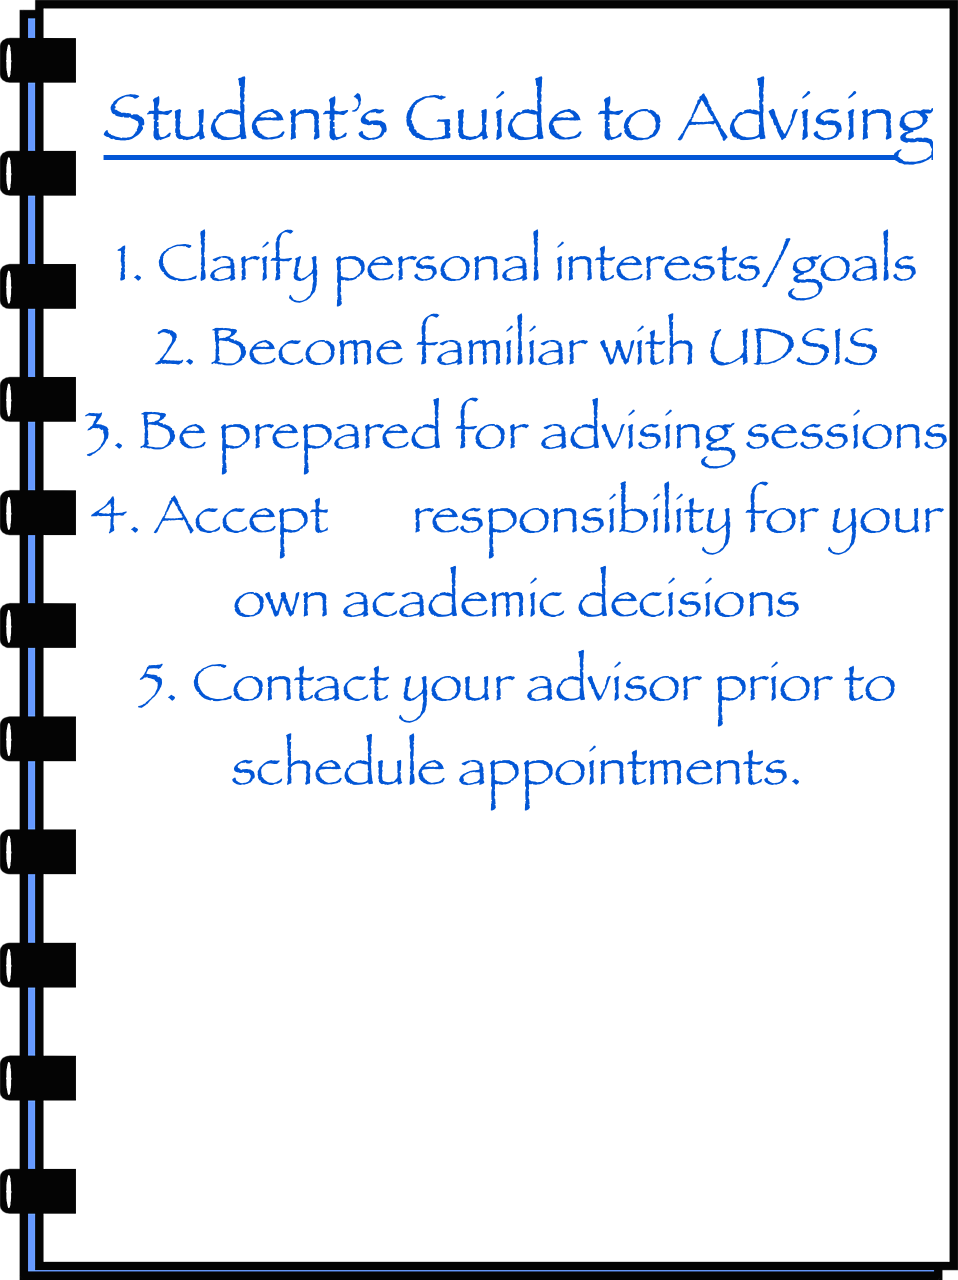 Student’s Guide to Advising
1. Clarify personal interests/goals
2. Become familiar with UDSIS
3. Be prepared for advising sessions
4. Accept responsibility for your
own academic decisions
5. Contact your advisor prior to
schedule appointments.